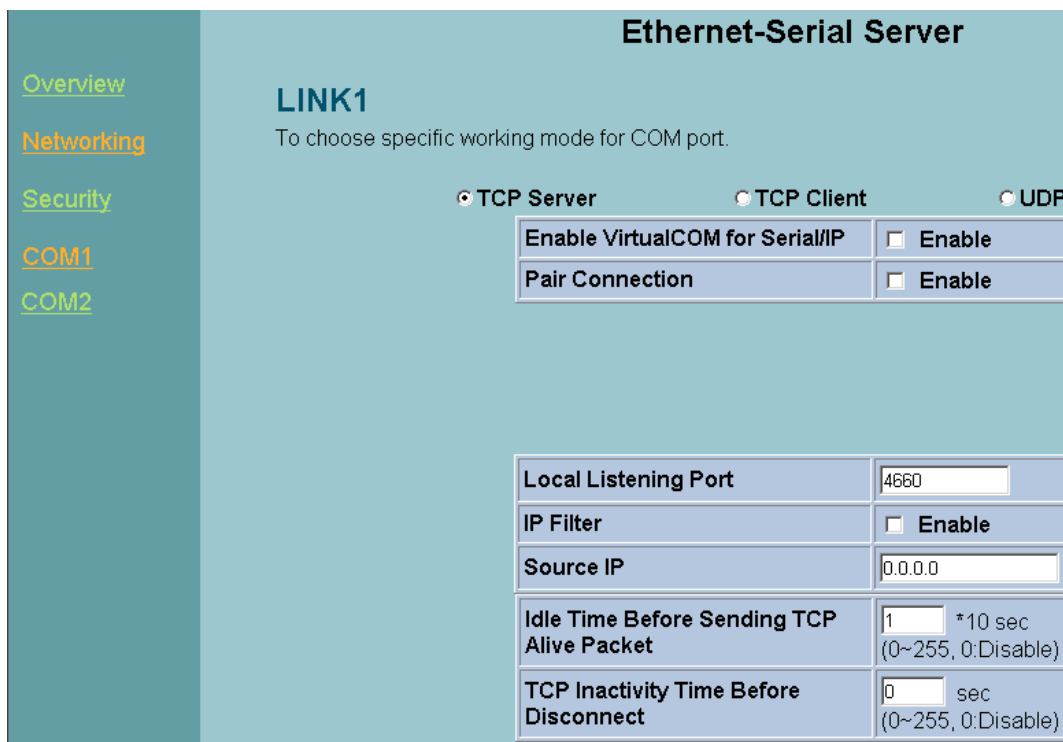 Ethernet-Serial Server
Overview
Networking
Security
COM1
COM2
LINK1
To choose specific working mode for COM port.
TCP Server TCP Client UDP
Enable VirtualCOM for Serial/IP Enable
Pair Connection Enable
Local Listening Port 4660
IP Filter Enable
Source IP 0.0.0.0
Idle Time Before Sending TCP
Alive Packet
1 *10 sec
(0~255, 0:Disable)
TCP Inactivity Time Before
Disconnect
0 sec
(0~255, 0:Disable)